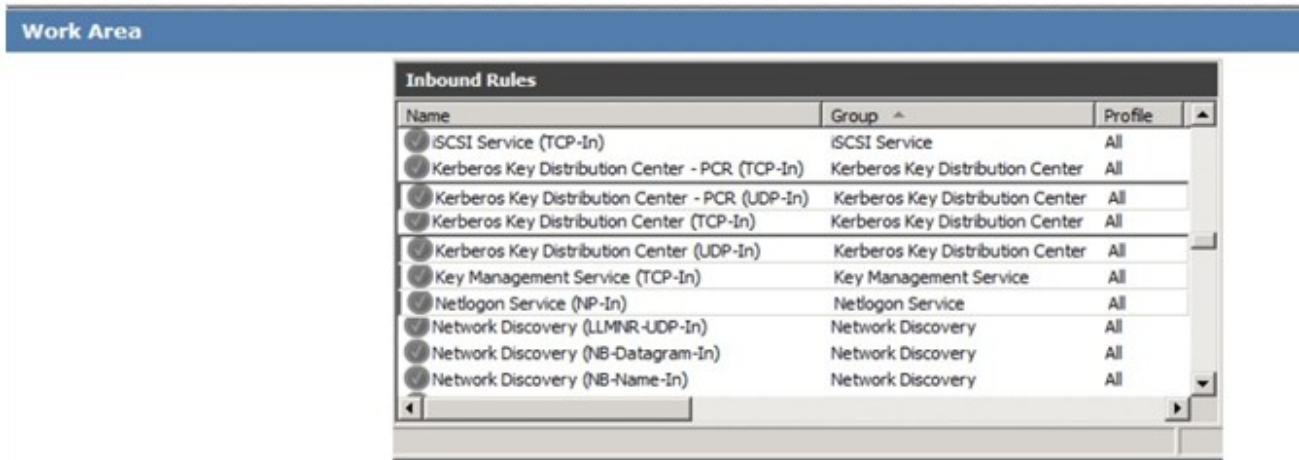 Work Area
Inbound Rules
Name Group Profile
iSCSI Service (TCP-In) iSCSI Service All
Kerberos Key Distribution Center - PCR (TCP-In) Kerberos Key Distribution Center All
Kerberos Key Distribution Center - PCR (UDP-In) Kerberos Key Distribution Center All
Kerberos Key Distribution Center (TCP-In) Kerberos Key Distribution Center All
Kerberos Key Distribution Center (UDP-In) Kerberos Key Distribution Center All
Key Management Service (TCP-In) Key Management Service All
Netlogon Service (NP-In) Netlogon Service All
Network Discovery (LLMNR-UDP-In) Network Discovery All
Network Discovery (NB-Datagram-In) Network Discovery All
Network Discovery (NB-Name-In) Network Discovery All